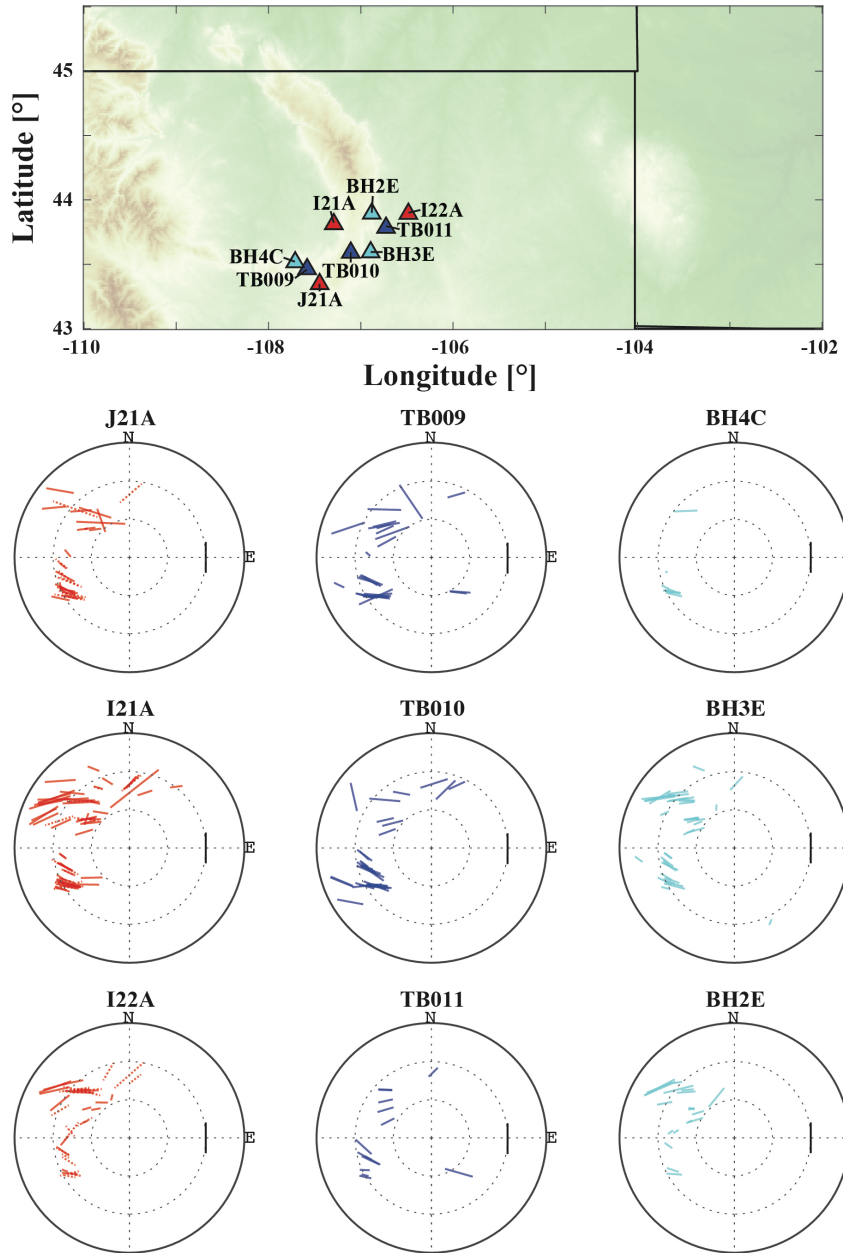 Latitude [°]
45
44
43
BH2E
I21A
I22A
TB011
BH4C
BH3E
TB009
TB010
J21A
-110
-108
-106
-104
-102
Longitude [°]
J21A
TB009
BH4C
N
N
N
E
E
I21A
TB010
BH3E
N
N
N
E
E
I22A
TB011
BH2E
N
N
N
E
E